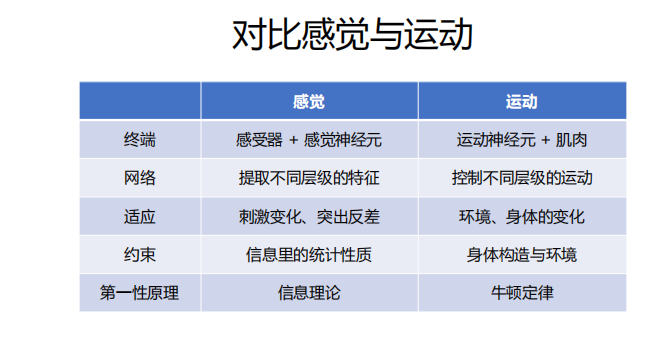 对比感觉与运动
感觉 运动
终端 感受器 + 感觉神经元 运动神经元 + 肌肉
网络 提取不同层级的特征 控制不同层级的运动
适应 刺激变化、突出反差 环境、身体的变化
约束 信息里的统计性质 身体构造与环境
第一性原理 信息理论 牛顿定律